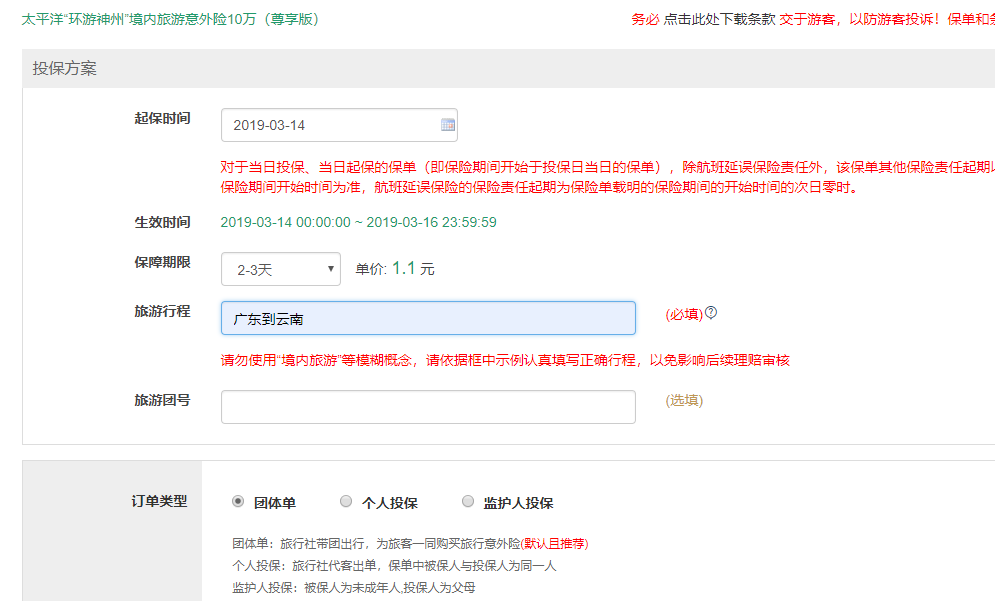 太平洋“环游神州”境内旅游意外险10万（尊享版）
务必 点击此处下载条款 交于游客，以防游客投诉！保单和
投保方案
起保时间
2019-03-14
对于当日投保、当日起保的保单（即保险期间开始于投保日当日的保单），除航班延误保险责任外，该保单其他保险责任起期
保险期间开始时间为准，航班延误保险的保险责任起期为保险单载明的保险期间的开始时间的次日零时。
生效时间
2019-03-14 00:00:00 ~ 2019-03-16 23:59:59
保障期限
2-3天
单价: 1.1 元
旅游行程
广东到云南
(必填)
请勿使用“境内旅游”等模糊概念，请依据框中示例认真填写正确行程，以免影响后续理赔审核
旅游团号
(选填)
订单类型
团体单
个人投保
监护人投保
团体单：旅行社带团出行，为旅客一同购买旅行意外险(默认且推荐)
个人投保：旅行社代客出单，保单中被保人与投保人为同一人
监护人投保：被保人为未成年人,投保人为父母